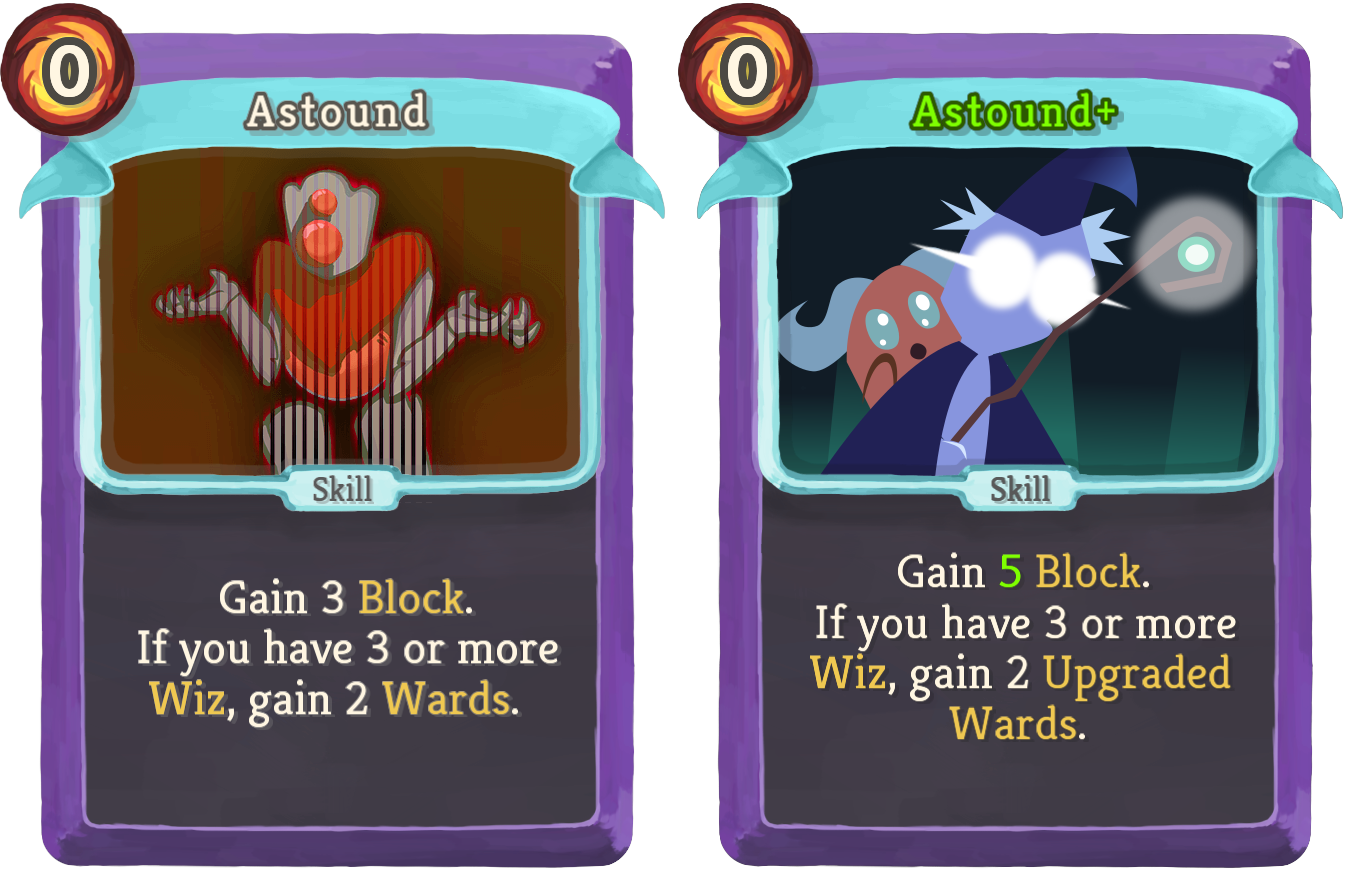 0
Astound
Skill
Gain 3 Block.
If you have 3 or more
Wiz, gain 2 Wards.
0
Astound+
Skill
Gain 5 Block.
If you have 3 or more
Wiz, gain 2 Upgraded
Wards.